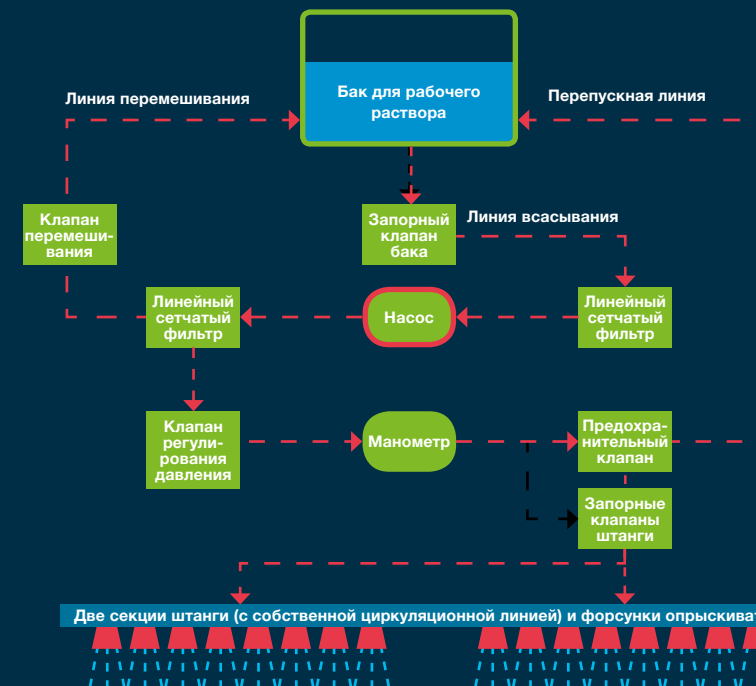 Линия перемешивания
Бак для рабочего
раствора
Перепускная линия
Клапан
перемеши-
вания
Запорный
клапан
бака
Линия всасывания
Линейный
сетчатый
фильтр
Насос
Линейный
сетчатый
фильтр
Клапан
регули-
рования
давления
Манометр
Предохра-
нительный
клапан
Запорные
клапаны
штанги
Две секции штанги (с собственной циркуляционной линией) и форсунки